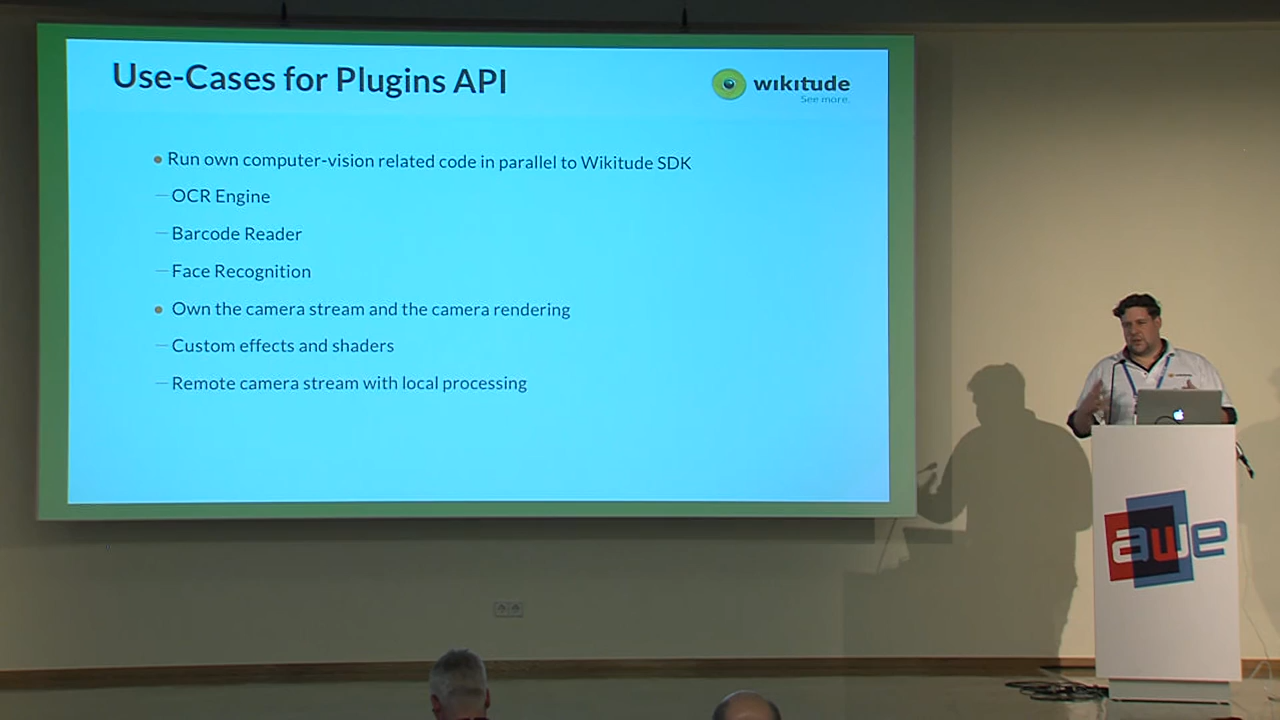 Use-Cases for Plugins API
wikitude
See more.
Run own computer-vision related code in parallel to Wikitude SDK
OCR Engine
Barcode Reader
Face Recognition
Own the camera stream and the camera rendering
Custom effects and shaders
Remote camera stream with local processing
awe